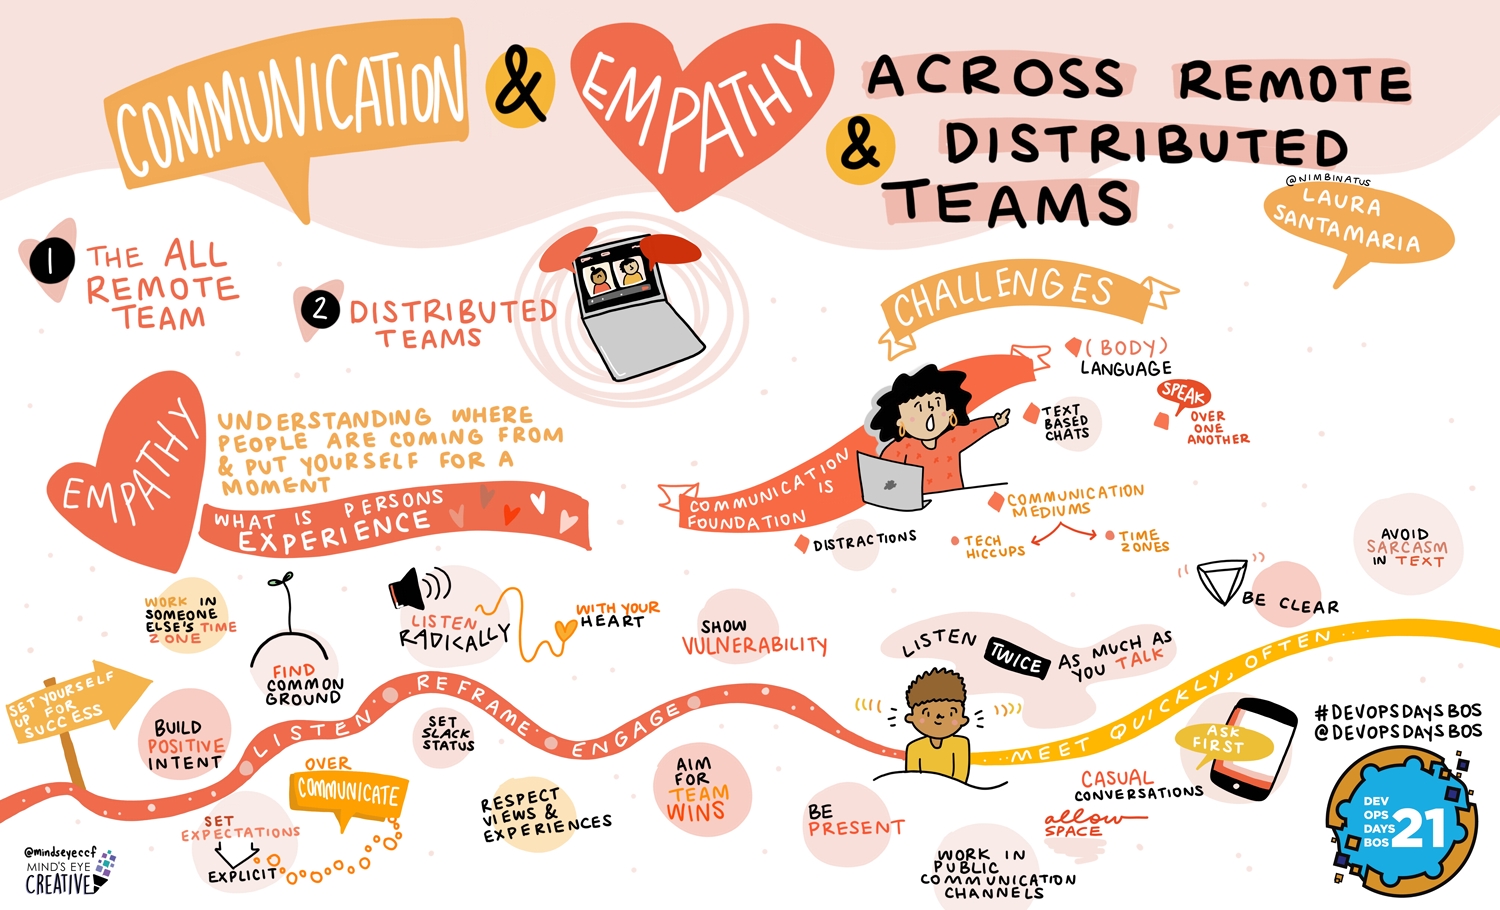 COMMUNICATION
&
EMPATHY
ACROSS REMOTE
& DISTRIBUTED
TEAMS
@NIMBINATUS
LAURA
SANTAMARIA
1
THE ALL
REMOTE
TEAM
2
DISTRIBUTED
TEAMS
EMPATHY
UNDERSTANDING WHERE
PEOPLE ARE COMING FROM
& PUT YOURSELF FOR A
MOMENT
WHAT IS PERSONS
EXPERIENCE
CHALLENGES
COMMUNICATION
IS
FOUNDATION
(BODY)
LANGUAGE
TEXT
BASED
CHATS
SPEAK
OVER
ONE
ANOTHER
COMMUNICATION
MEDIUMS
TECH
HICCUPS
TIME
ZONES
DISTRACTIONS
SET YOURSELF
UP FOR
SUCCESS
WORK IN
SOMEONE
ELSE'S TIME
ZONE
BUILD
POSITIVE
INTENT
FIND
COMMON
GROUND
LISTEN
RADICALLY
WITH YOUR
HEART
SHOW
VULNERABILITY
LISTEN TWICE AS MUCH AS
YOU TALK
BE CLEAR
AVOID
SARCASM
IN TEXT
LISTEN
REFRAME
ENGAGE
MEET QUICKLY, OFTEN...
SET
EXPECTATIONS
EXPLICIT
OVER
COMMUNICATE
SET
SLACK
STATUS
RESPECT
VIEWS &
EXPERIENCES
AIM
FOR
TEAM
WINS
BE
PRESENT
WORK IN
PUBLIC
COMMUNICATION
CHANNELS
CASUAL
CONVERSATIONS
allow
SPACE
ASK
FIRST
#DEVOPSDAYSBOS
@DEVOPSDAYSBOS
DEV
OPS
DAYS
BOS
21
@mindseyeccf
MIND'S EYE
CREATIVE